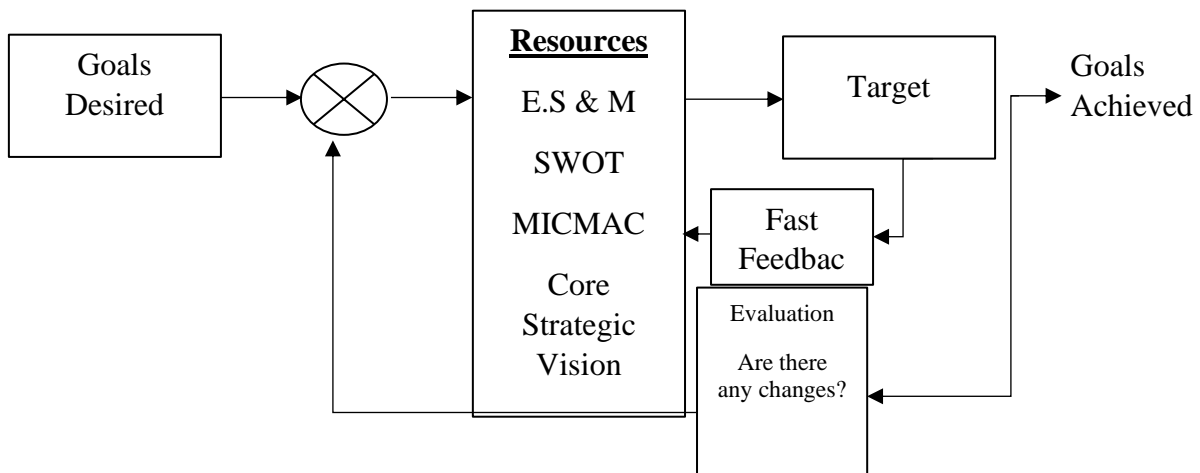 Goals
Desired
Resources
E.S & M
SWOT
MICMAC
Core
Strategic
Vision
Target
Goals
Achieved
Fast
Feedbac
Evaluation
Are there
any changes?